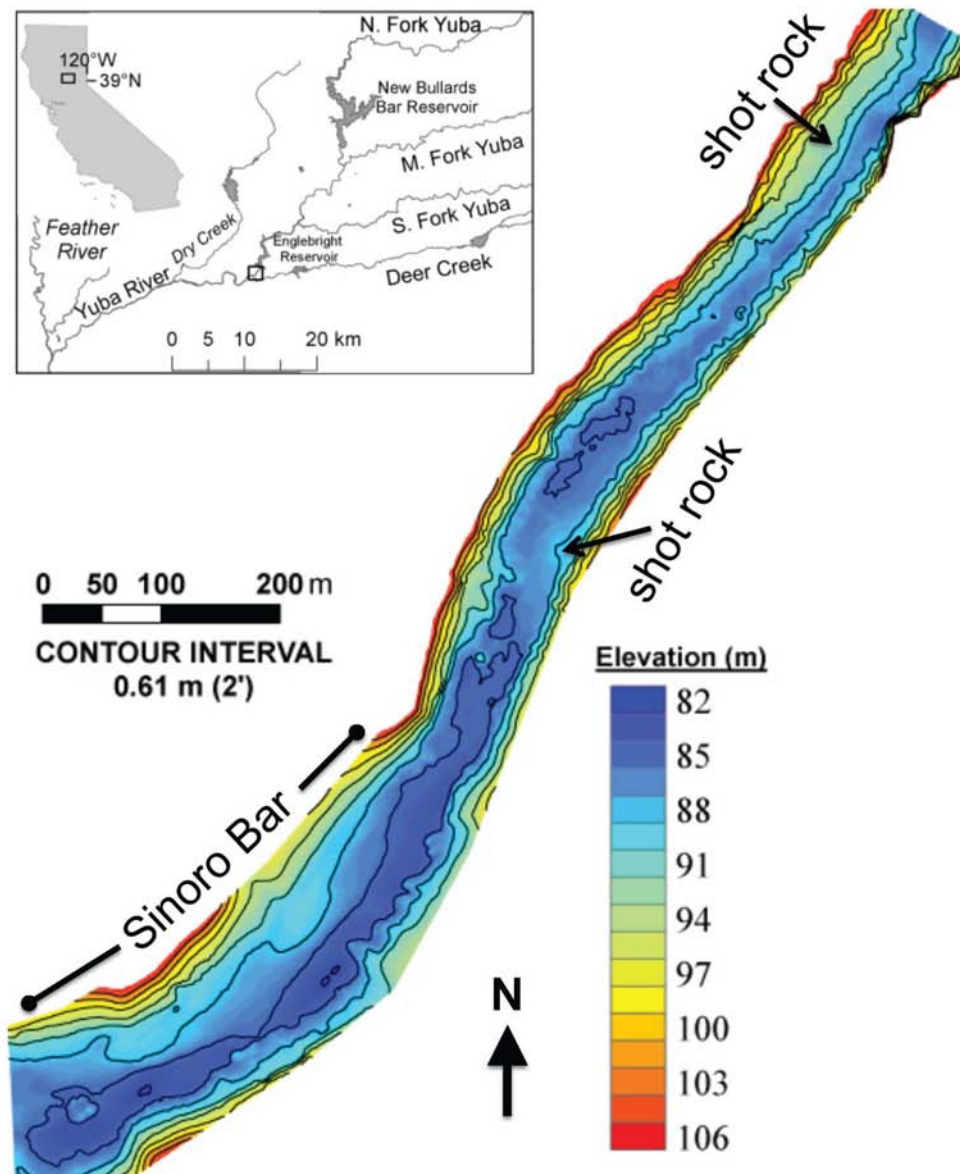 120°W
39°N
N. Fork Yuba
New Bullards
Bar Reservoir
M. Fork Yuba
S. Fork Yuba
Feather
River
Dry Creek
Englebright
Reservoir
Yuba River
Deer Creek
0 5 10 20 km
shot rock
shot rock
0 50 100 200 m
CONTOUR INTERVAL
0.61 m (2')
Sinoro Bar
N
Elevation (m)
82
85
88
91
94
97
100
103
106